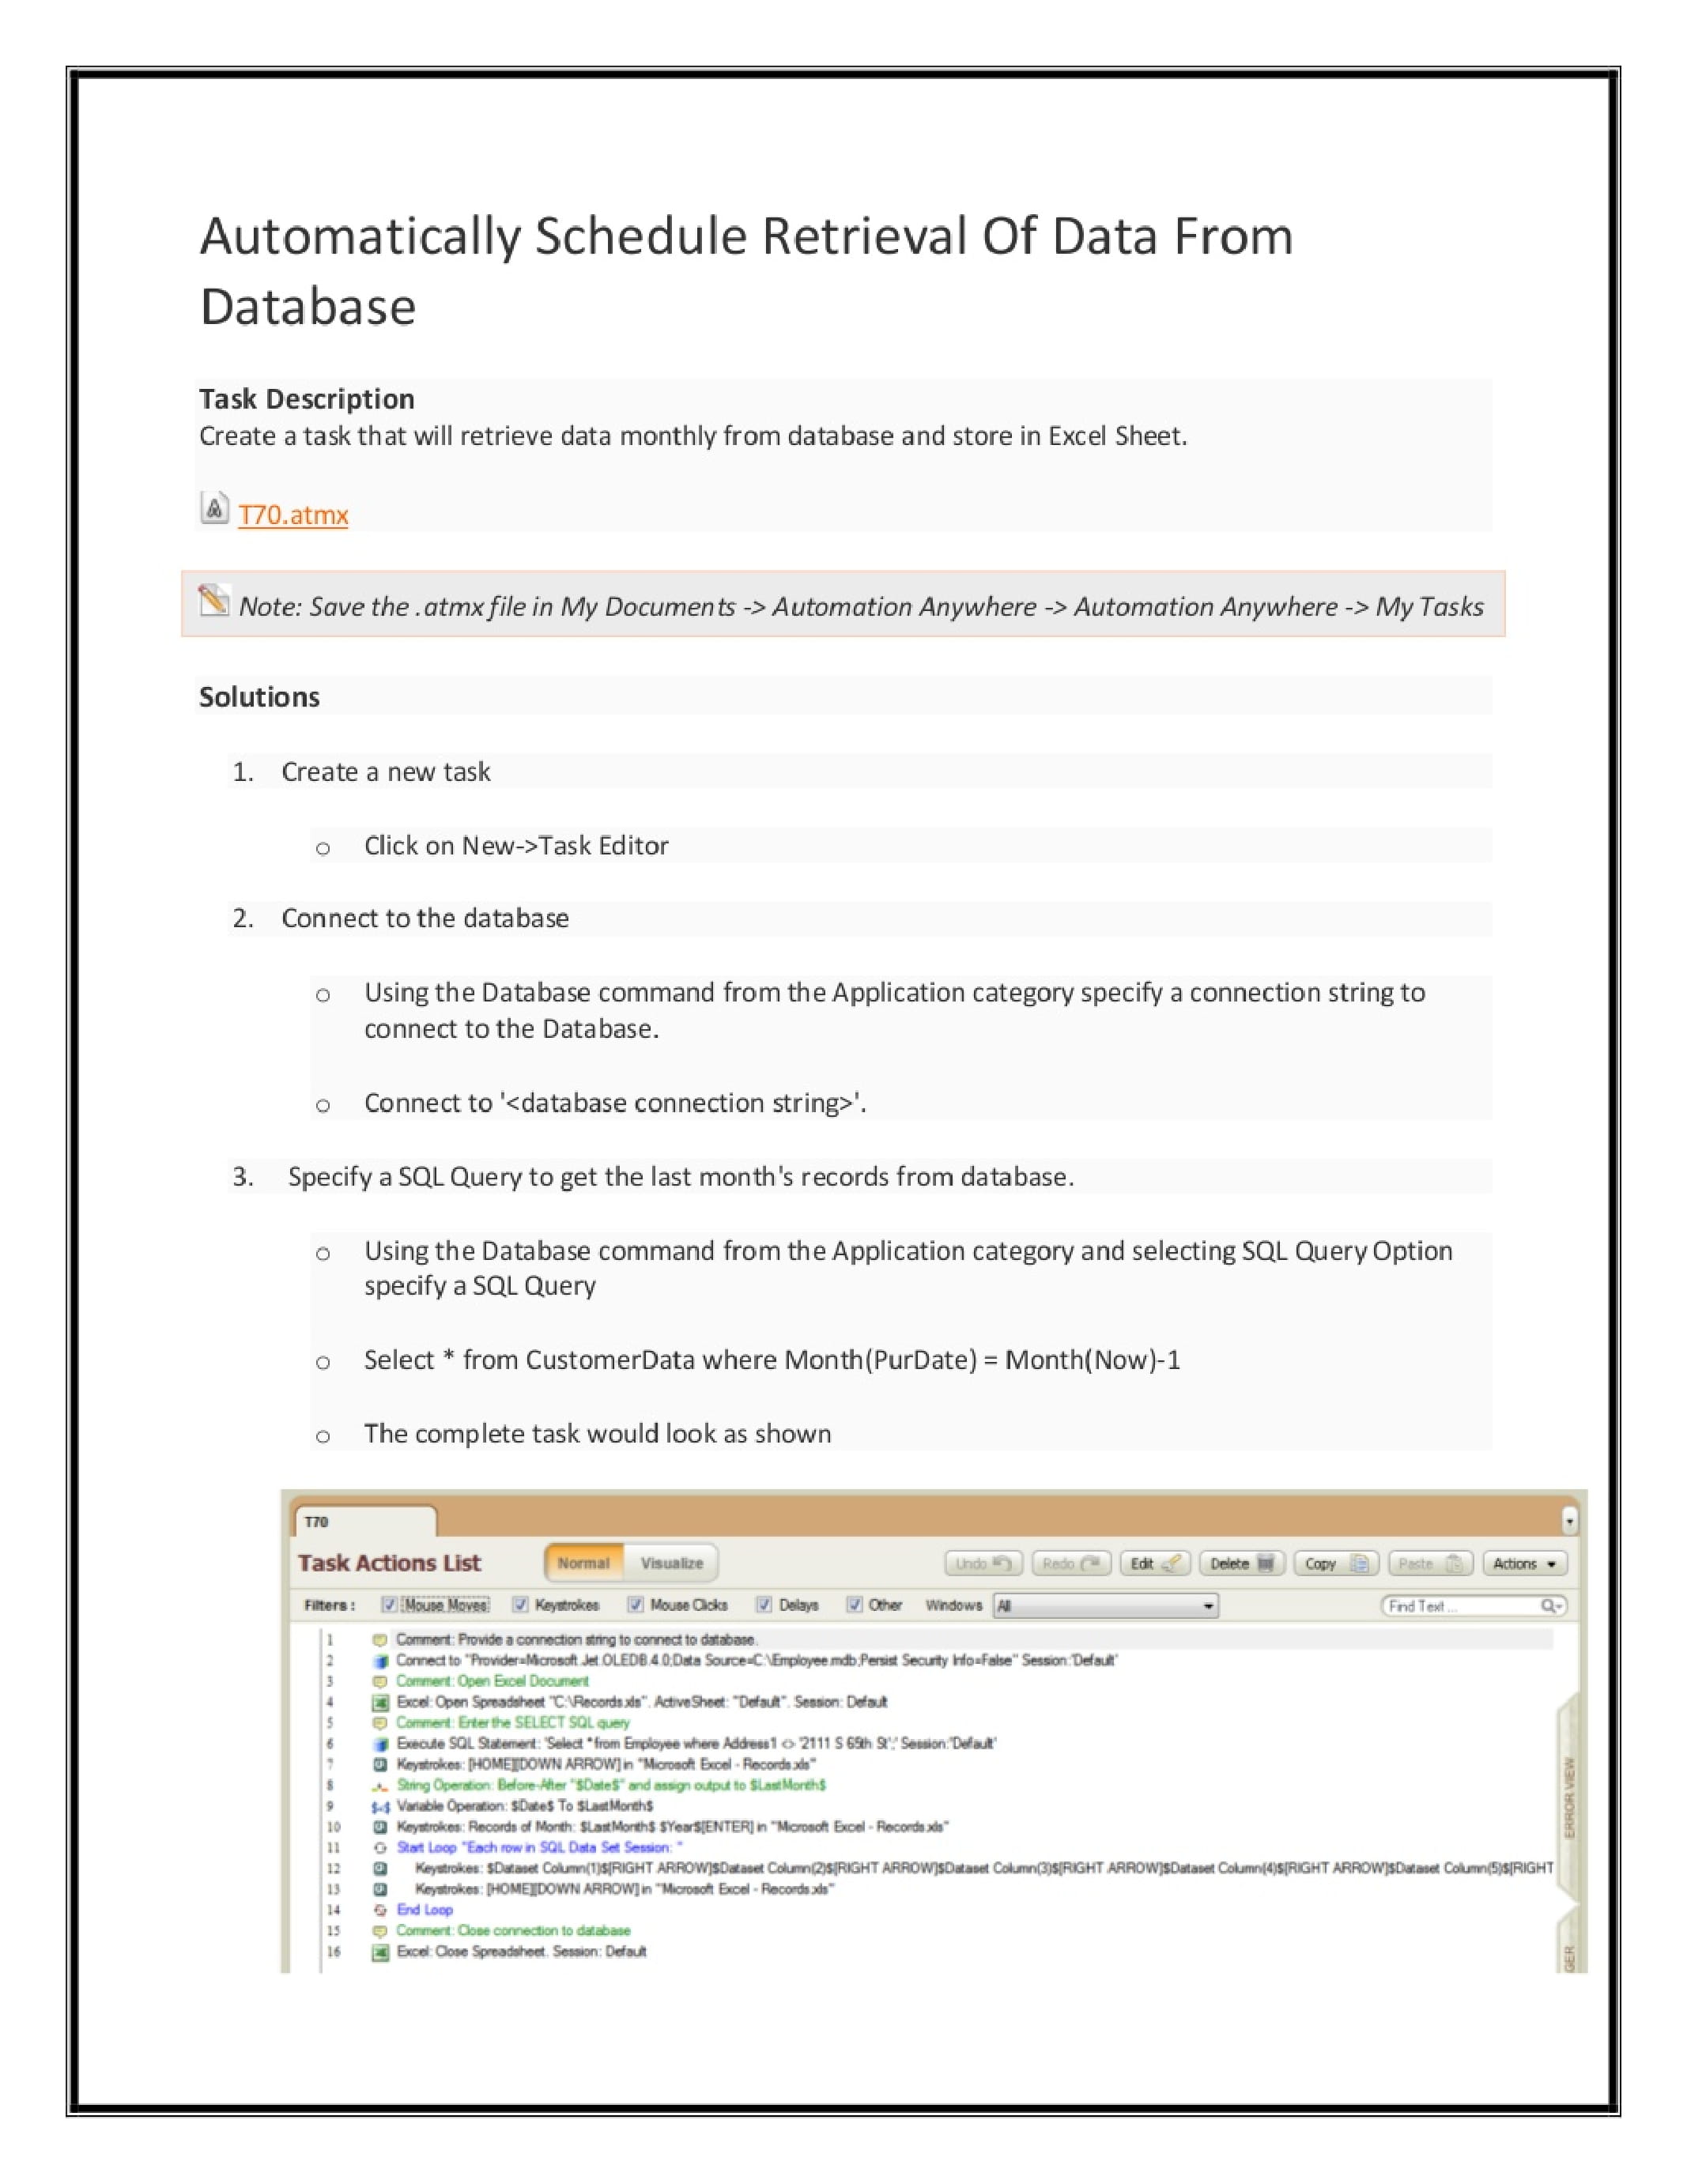 Automatically Schedule Retrieval Of Data From
Database
Task Description
Create a task that will retrieve data monthly from database and store in Excel Sheet.
T70.atmx
Note: Save the .atmx file in My Documents -> Automation Anywhere -> Automation Anywhere -> My Tasks
Solutions
1. Create a new task
o Click on New->Task Editor
2. Connect to the database
o Using the Database command from the Application category specify a connection string to
connect to the Database.
o Connect to '<database connection string>'.
3. Specify a SQL Query to get the last month's records from database.
o Using the Database command from the Application category and selecting SQL Query Option
specify a SQL Query
o Select * from CustomerData where Month(PurDate) = Month(Now)-1
o The complete task would look as shown
T70
Task Actions List Normal Visualize Undo Redo Edit Delete Copy Paste Actions
Filters : Mouse Moves Keystrokes Mouse Clicks Delays Other Windows All Find Text ...
1 Comment: Provide a connection string to connect to database.
2 Connect to "Provider=Microsoft.Jet.OLEDB.4.0;Data Source=C:\Employee.mdb;Persist Security Info=False" Session:'Default'
3 Comment: Open Excel Document
4 Excel: Open Spreadsheet "C:\Records.xls". ActiveSheet: "Default". Session: Default
5 Comment: Enter the SELECT SQL query
6 Execute SQL Statement: 'Select * from Employee where Address1 <> '2111 S 65th St';' Session:'Default'
7 Keystrokes: [HOME][DOWN ARROW] in "Microsoft Excel - Records.xls"
8 String Operation: Before-After "$Date$" and assign output to $LastMonth$
9 $=$ Variable Operation: $Date$ To $LastMonth$
10 Keystrokes: Records of Month: $LastMonth$ $Year$[ENTER] in "Microsoft Excel - Records.xls"
11 Start Loop "Each row in SQL Data Set Session: "
12 Keystrokes: $Dataset Column(1)$[RIGHT ARROW]$Dataset Column(2)$[RIGHT ARROW]$Dataset Column(3)$[RIGHT ARROW]$Dataset Column(4)$[RIGHT ARROW]$Dataset Column(5)$[RIGHT
13 Keystrokes: [HOME][DOWN ARROW] in "Microsoft Excel - Records.xls"
14 End Loop
15 Comment: Close connection to database
16 Excel: Close Spreadsheet. Session: Default
ERROR VIEW
GER